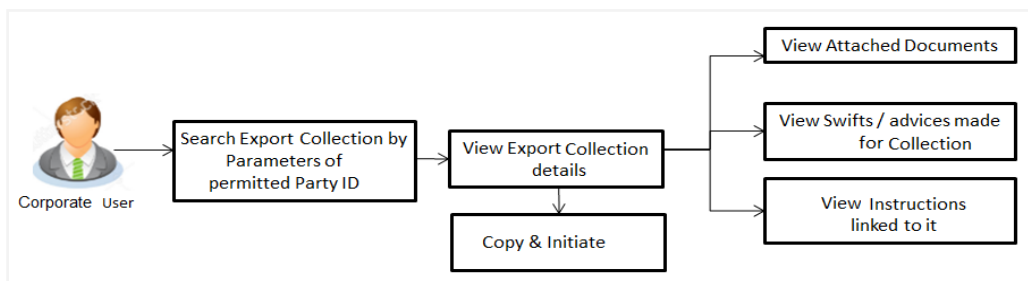 Corporate User
Search Export Collection by
Parameters of
permitted Party ID
View Export Collection
details
Copy & Initiate
View Attached Documents
View Swifts / advices made
for Collection
View Instructions
linked to it